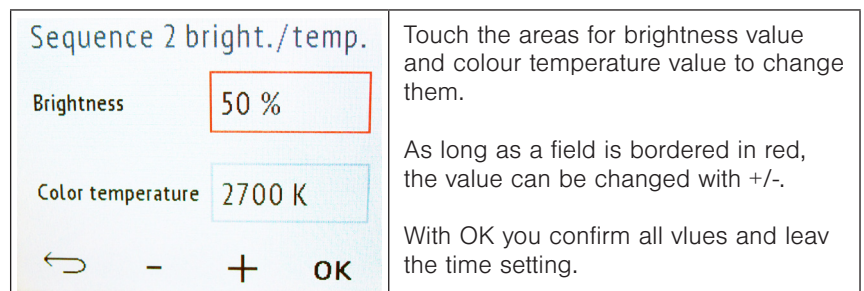 Sequence 2 bright./temp.
Brightness
50 %
Color temperature
2700 K
- + OK
Touch the areas for brightness value
and colour temperature value to change
them.
As long as a field is bordered in red,
the value can be changed with +/-.
With OK you confirm all vlues and leav
the time setting.